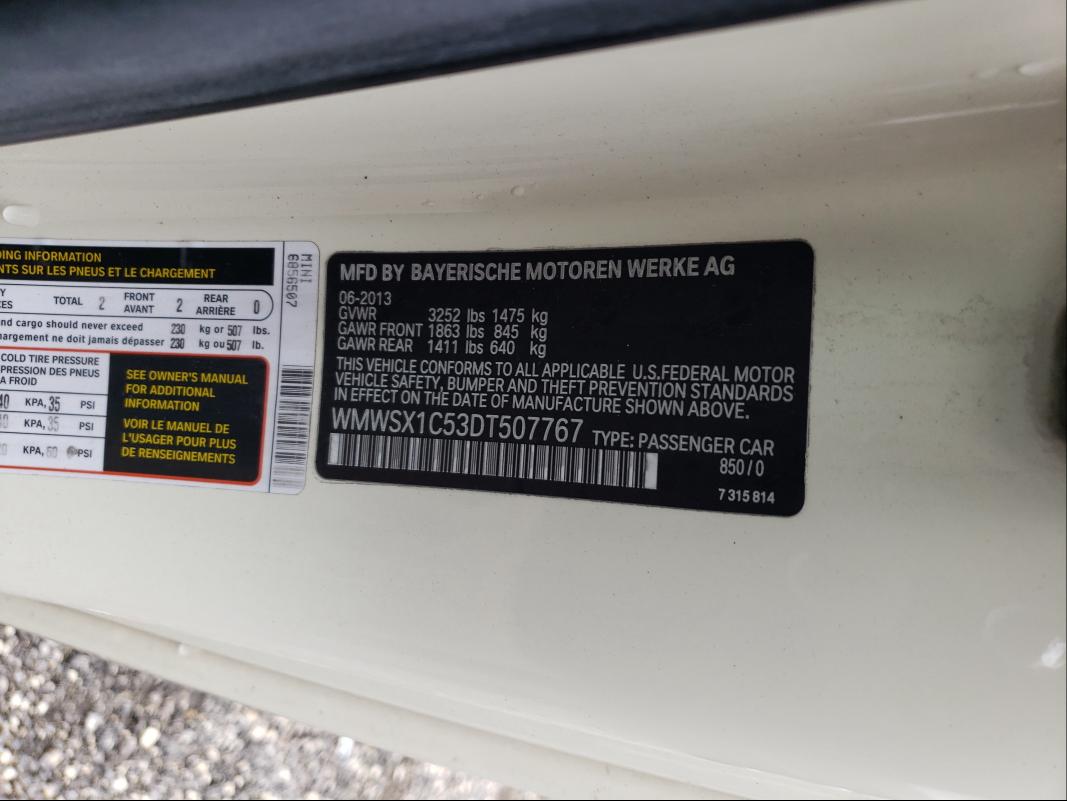 DING INFORMATION
NTS SUR LES PNEUS ET LE CHARGEMENT
TOTAL 2 FRONT AVANT 2 REAR ARRIÈRE 0
nd cargo should never exceed 230 kg or 507 lbs.
hargement ne doit jamais dépasser 230 kg ou 507 lb.
COLD TIRE PRESSURE
PRESSION DES PNEUS
A FROID
KPA, 35 PSI
KPA, 35 PSI
KPA, 60 PSI
SEE OWNER'S MANUAL
FOR ADDITIONAL
INFORMATION
VOIR LE MANUEL DE
L'USAGER POUR PLUS
DE RENSEIGNEMENTS
MINI
MFD BY BAYERISCHE MOTOREN WERKE AG
06-2013
GVWR 3252 lbs 1475 kg
GAWR FRONT 1863 lbs 845 kg
GAWR REAR 1411 lbs 640 kg
THIS VEHICLE CONFORMS TO ALL APPLICABLE U.S.FEDERAL MOTOR
VEHICLE SAFETY, BUMPER AND THEFT PREVENTION STANDARDS
IN EFFECT ON THE DATE OF MANUFACTURE SHOWN ABOVE.
WMWSX1C53DT507767 TYPE: PASSENGER CAR
850 / 0
7 315 814